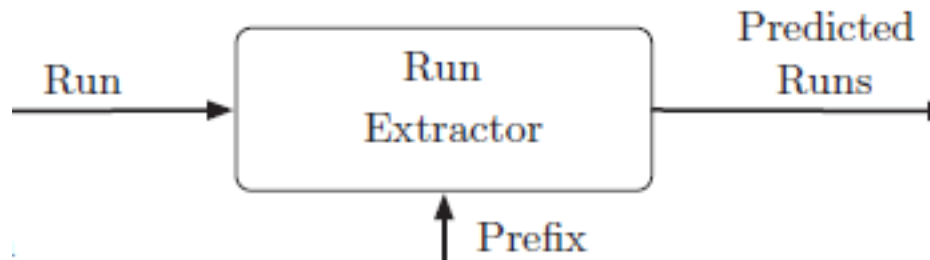 Run
Run
Extractor
Predicted
Runs
Prefix